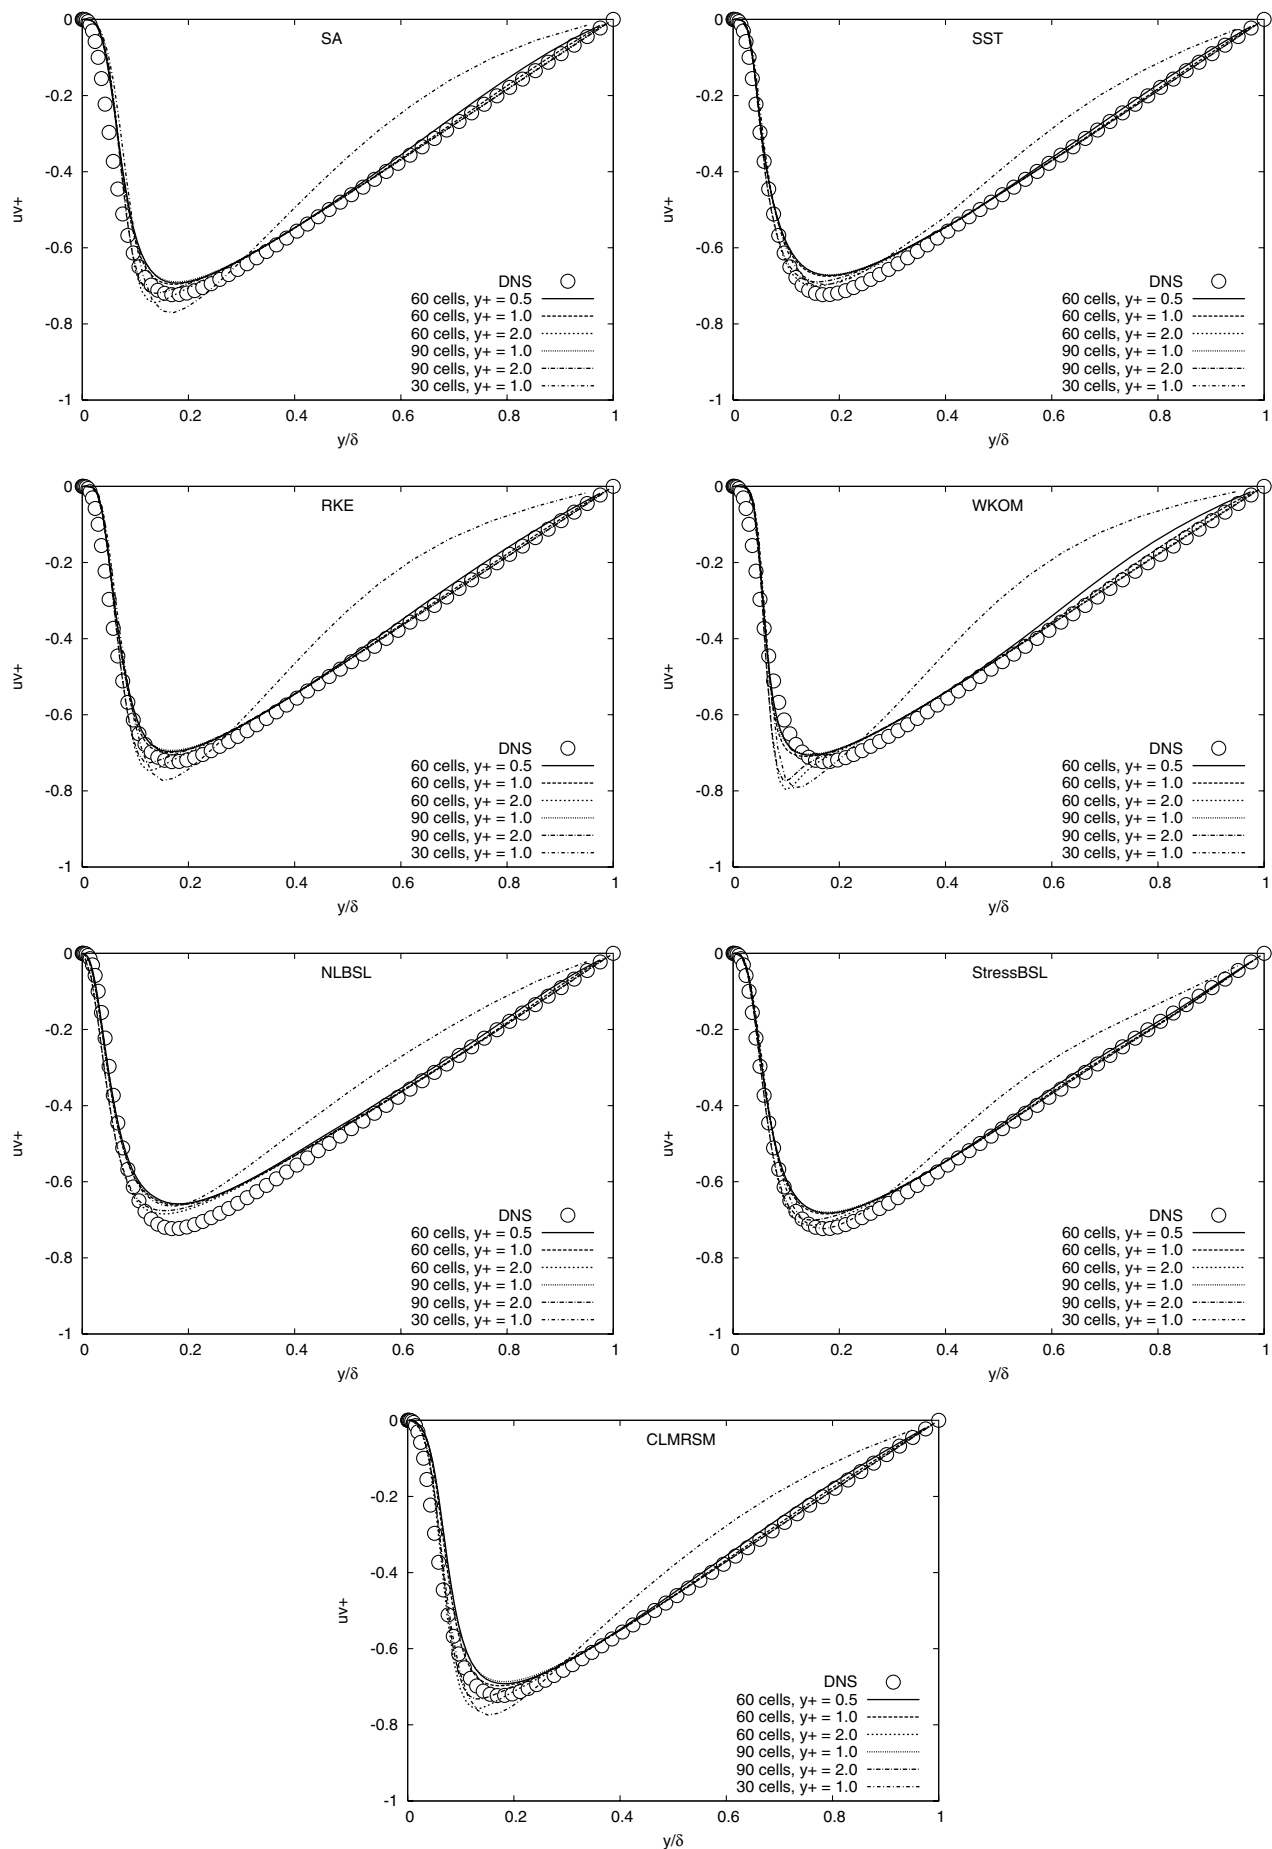 SA
0
-0.2
-0.4
-0.6
-0.8
-1
uv+
DNS
60 cells, y+ = 0.5
60 cells, y+ = 1.0
60 cells, y+ = 2.0
90 cells, y+ = 1.0
90 cells, y+ = 2.0
30 cells, y+ = 1.0
0 0.2 0.4 0.6 0.8 1
y/δ
SST
0
-0.2
-0.4
-0.6
-0.8
-1
uv+
DNS
60 cells, y+ = 0.5
60 cells, y+ = 1.0
60 cells, y+ = 2.0
90 cells, y+ = 1.0
90 cells, y+ = 2.0
30 cells, y+ = 1.0
0 0.2 0.4 0.6 0.8 1
y/δ
RKE
0
-0.2
-0.4
-0.6
-0.8
-1
uv+
DNS
60 cells, y+ = 0.5
60 cells, y+ = 1.0
60 cells, y+ = 2.0
90 cells, y+ = 1.0
90 cells, y+ = 2.0
30 cells, y+ = 1.0
0 0.2 0.4 0.6 0.8 1
y/δ
WKOM
0
-0.2
-0.4
-0.6
-0.8
-1
uv+
DNS
60 cells, y+ = 0.5
60 cells, y+ = 1.0
60 cells, y+ = 2.0
90 cells, y+ = 1.0
90 cells, y+ = 2.0
30 cells, y+ = 1.0
0 0.2 0.4 0.6 0.8 1
y/δ
NLBSL
0
-0.2
-0.4
-0.6
-0.8
-1
uv+
DNS
60 cells, y+ = 0.5
60 cells, y+ = 1.0
60 cells, y+ = 2.0
90 cells, y+ = 1.0
90 cells, y+ = 2.0
30 cells, y+ = 1.0
0 0.2 0.4 0.6 0.8 1
y/δ
StressBSL
0
-0.2
-0.4
-0.6
-0.8
-1
uv+
DNS
60 cells, y+ = 0.5
60 cells, y+ = 1.0
60 cells, y+ = 2.0
90 cells, y+ = 1.0
90 cells, y+ = 2.0
30 cells, y+ = 1.0
0 0.2 0.4 0.6 0.8 1
y/δ
CLMRSM
0
-0.2
-0.4
-0.6
-0.8
-1
uv+
DNS
60 cells, y+ = 0.5
60 cells, y+ = 1.0
60 cells, y+ = 2.0
90 cells, y+ = 1.0
90 cells, y+ = 2.0
30 cells, y+ = 1.0
0 0.2 0.4 0.6 0.8 1
y/δ